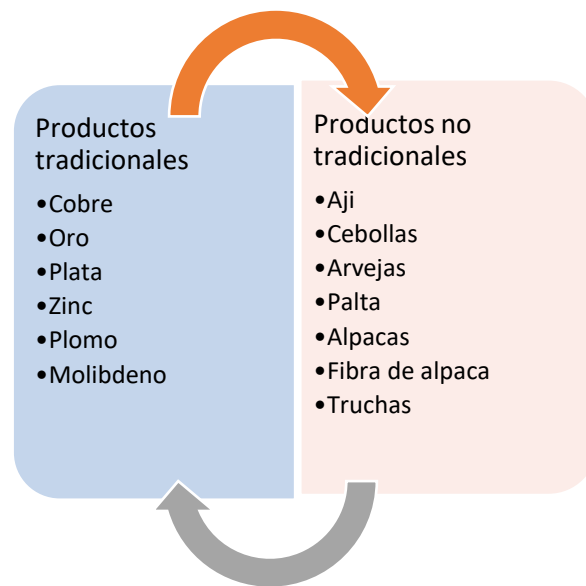 Productos
tradicionales
•Cobre
•Oro
•Plata
•Zinc
•Plomo
•Molibdeno
Productos no
tradicionales
•Aji
•Cebollas
•Arvejas
•Palta
•Alpacas
•Fibra de alpaca
•Truchas